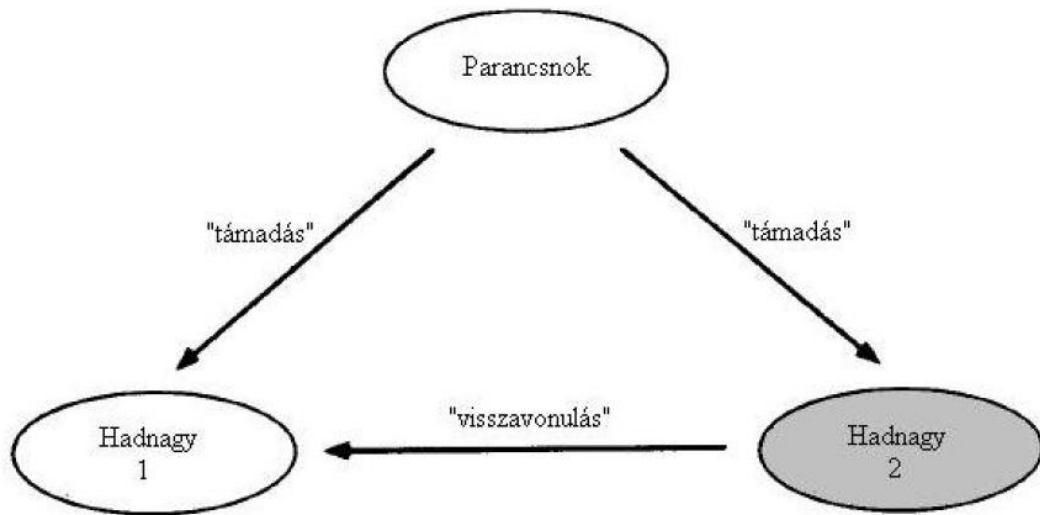 Parancsnok
"támadás"
"támadás"
"visszavonulás"
Hadnagy
1
Hadnagy
2